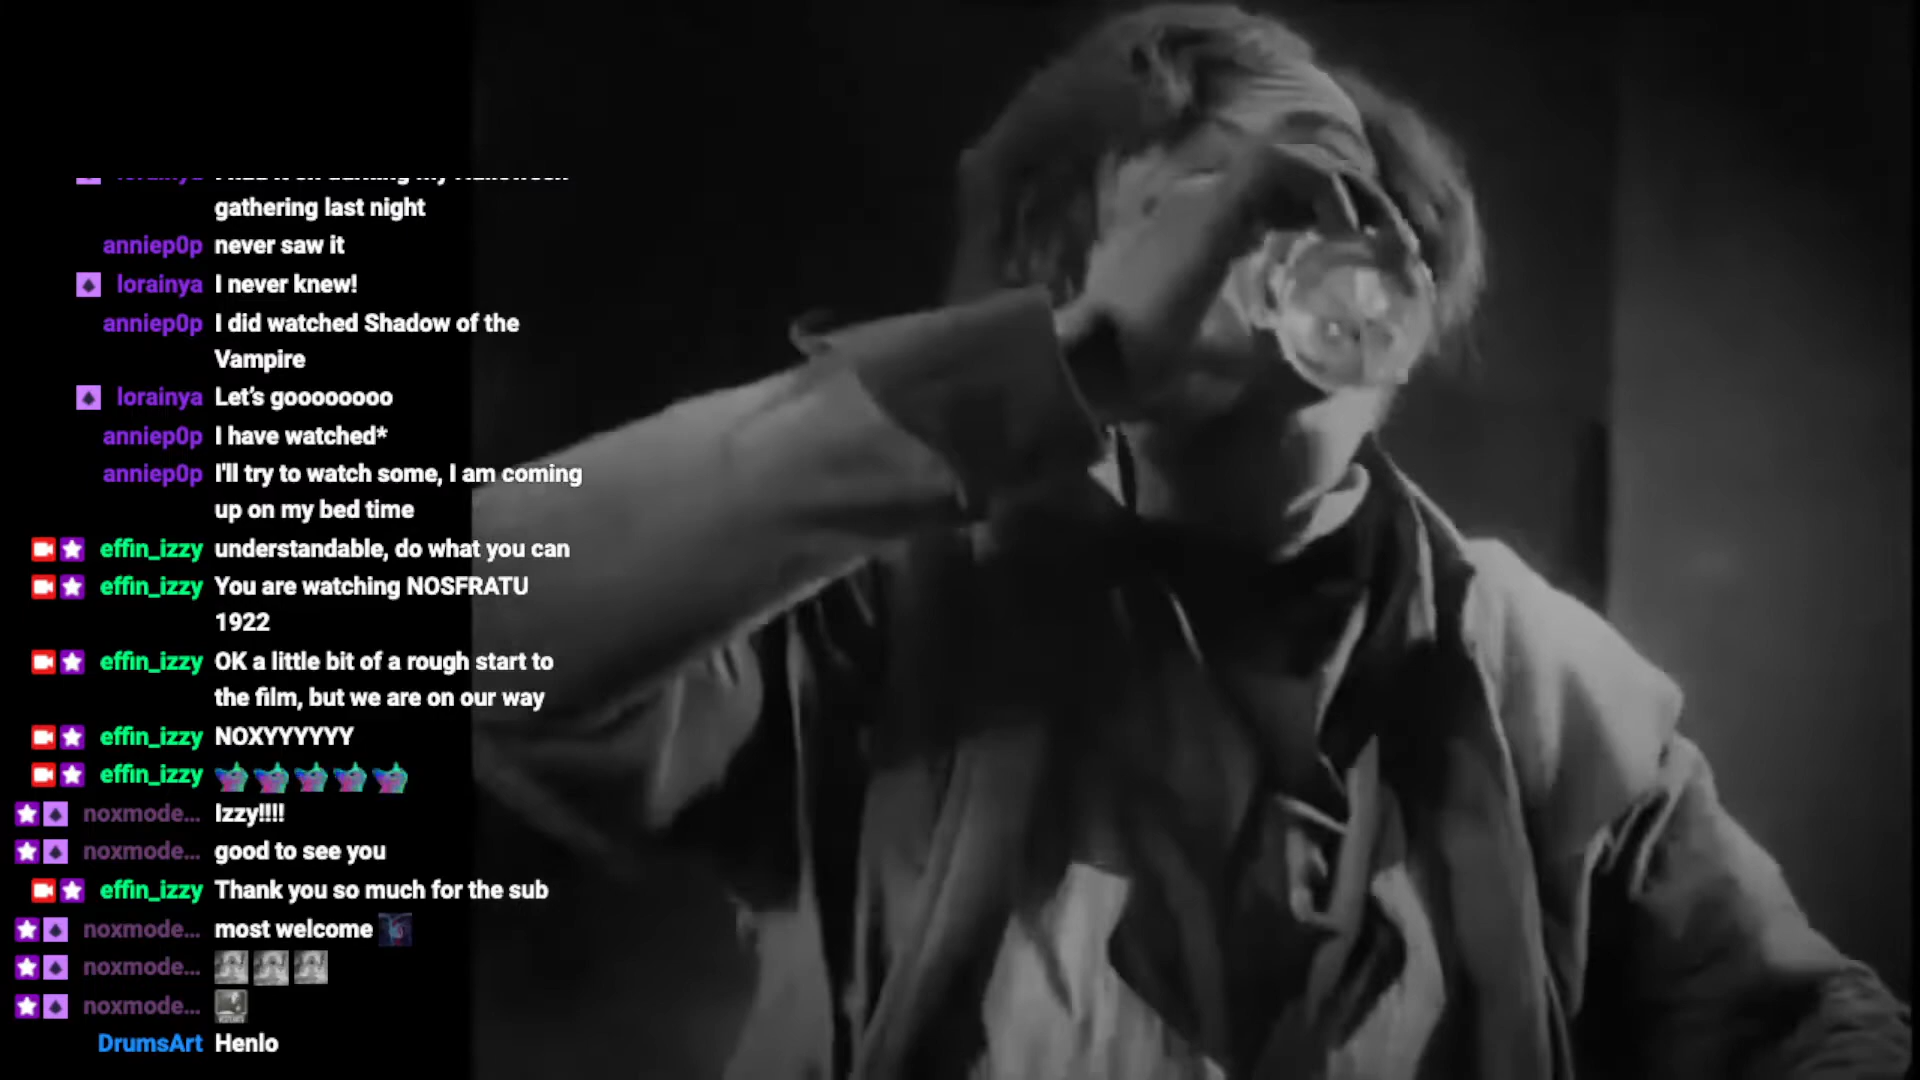 gathering last night
anniep0p never saw it
lorainya I never knew!
anniep0p I did watched Shadow of the
Vampire
lorainya Let's goooooooo
anniep0p I have watched*
anniep0p I'll try to watch some, I am coming
up on my bed time
effin_izzy understandable, do what you can
effin_izzy You are watching NOSFRATU
1922
effin_izzy OK a little bit of a rough start to
the film, but we are on our way
effin_izzy NOXYYYYYY
effin_izzy
noxmode... Izzy!!!!
noxmode... good to see you
effin_izzy Thank you so much for the sub
noxmode... most welcome
noxmode...
noxmode...
DrumsArt Henlo